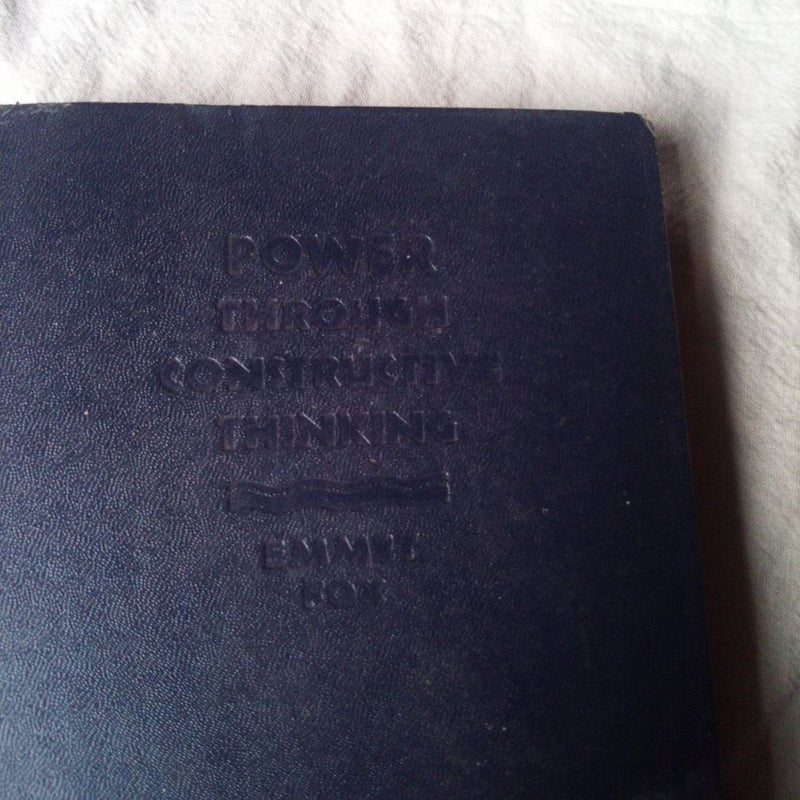 POWER
THROUGH
CONSTRUCTIVE
THINKING
EMMET
FOX